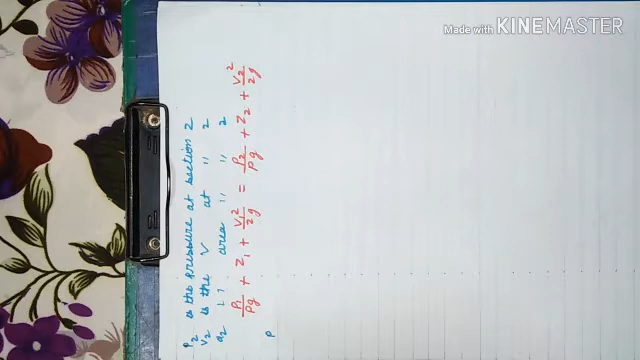 Made with KINEMASTER
P2 is the pressure at section 2
V2 is the V at " 2
a2 " " area " " 2
P1/ρg + Z1 + V1²/2g = P2/ρg + Z2 + V2²/2g
P